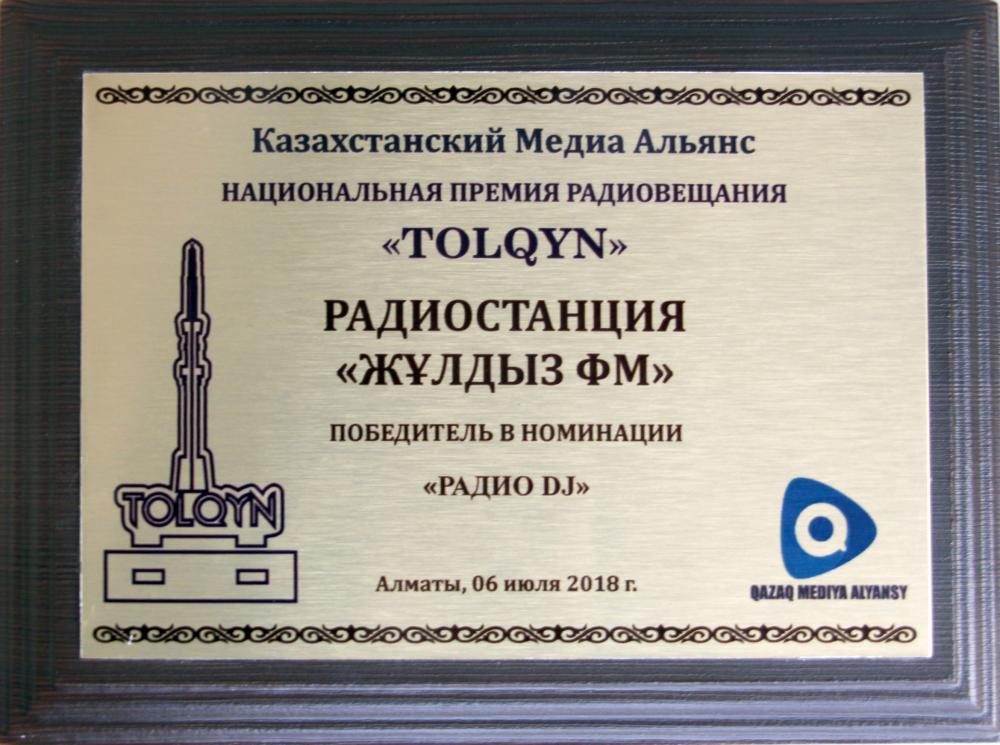 Казахстанский Медиа Альянс
НАЦИОНАЛЬНАЯ ПРЕМИЯ РАДИОВЕЩАНИЯ
«TOLQYN»
РАДИОСТАНЦИЯ
«ЖҰЛДЫЗ ФМ»
ПОБЕДИТЕЛЬ В НОМИНАЦИИ
«РАДИО DJ»
TOLQYN
QAZAQ MEDIYA ALYANSY
Алматы, 06 июля 2018 г.